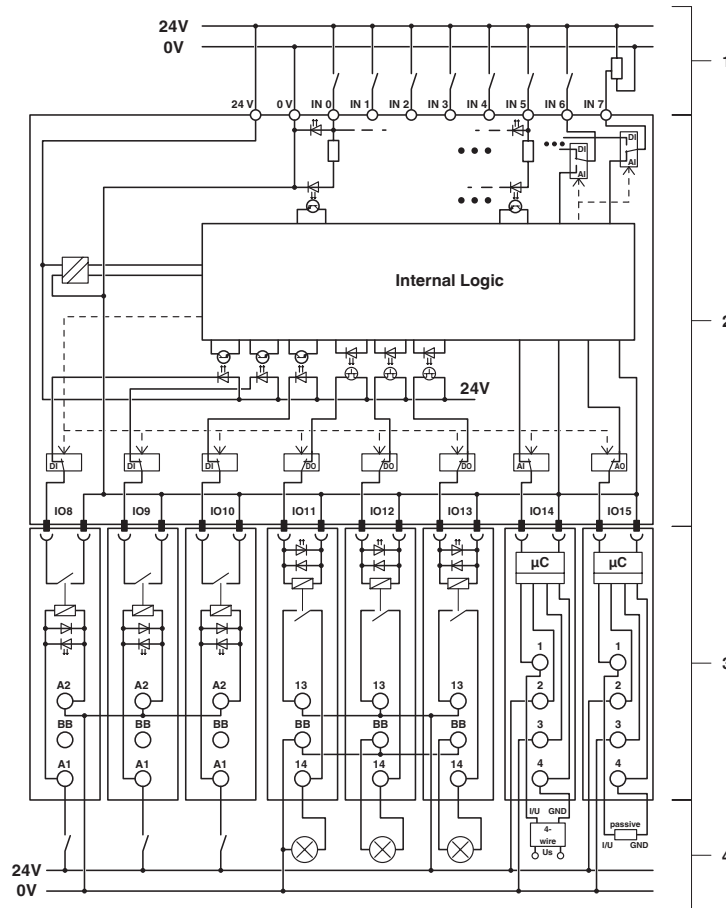 24V
0V
1
24 V 0 V IN 0 IN 1 IN 2 IN 3 IN 4 IN 5 IN 6 IN 7
DI
DI
AI
AI
Internal Logic
2
24V
DI DI DI DO DO DO AI AO
IO8 IO9 IO10 IO11 IO12 IO13 IO14 IO15
µC µC
1 1
3
A2 A2 A2 13 13 13 2 2
BB BB BB BB BB BB 3 3
A1 A1 A1 14 14 14 4 4
I/U GND
passive
4-
wire
I/U GND
Us
4
24V
0V